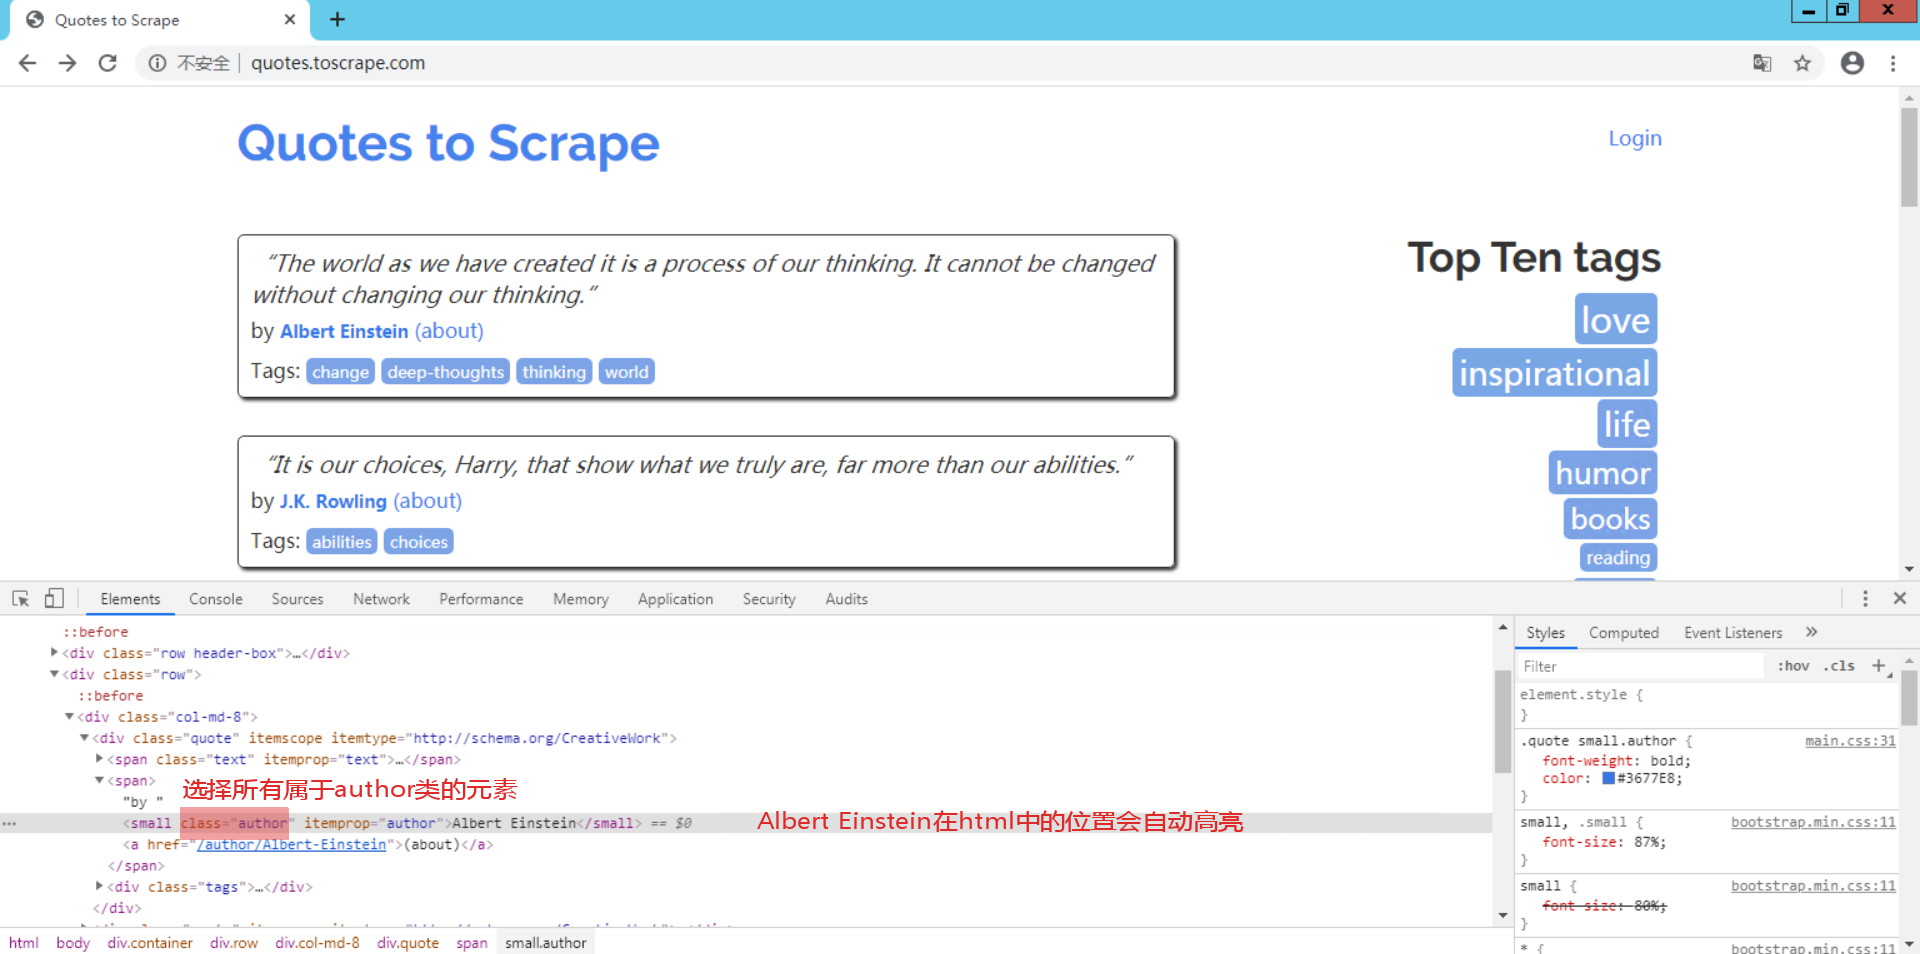 Quotes to Scrape
不安全 quotes.toscrape.com
Quotes to Scrape
Login
“The world as we have created it is a process of our thinking. It cannot be changed
without changing our thinking.”
by Albert Einstein (about)
Tags: change deep-thoughts thinking world
“It is our choices, Harry, that show what we truly are, far more than our abilities.”
by J.K. Rowling (about)
Tags: abilities choices
Top Ten tags
love
inspirational
life
humor
books
reading
Elements Console Sources Network Performance Memory Application Security Audits
::before
<div class="row header-box">…</div>
<div class="row">
::before
<div class="col-md-8">
<div class="quote" itemscope itemtype="http://schema.org/CreativeWork">
<span class="text" itemprop="text">…</span>
<span>
选择所有属于author类的元素
"by "
<small class="author" itemprop="author">Albert Einstein</small> == $0
Albert Einstein在html中的位置会自动高亮
<a href="/author/Albert-Einstein">(about)</a>
</span>
<div class="tags">…</div>
</div>
html body div.container div.row div.col-md-8 div.quote span small.author
Styles Computed Event Listeners »
Filter :hov .cls +
element.style {
}
.quote small.author { main.css:31
font-weight: bold;
color: #3677E8;
}
small, .small { bootstrap.min.css:11
font-size: 87%;
}
small { bootstrap.min.css:11
font-size: 80%;
}
* { bootstrap.min.css:11